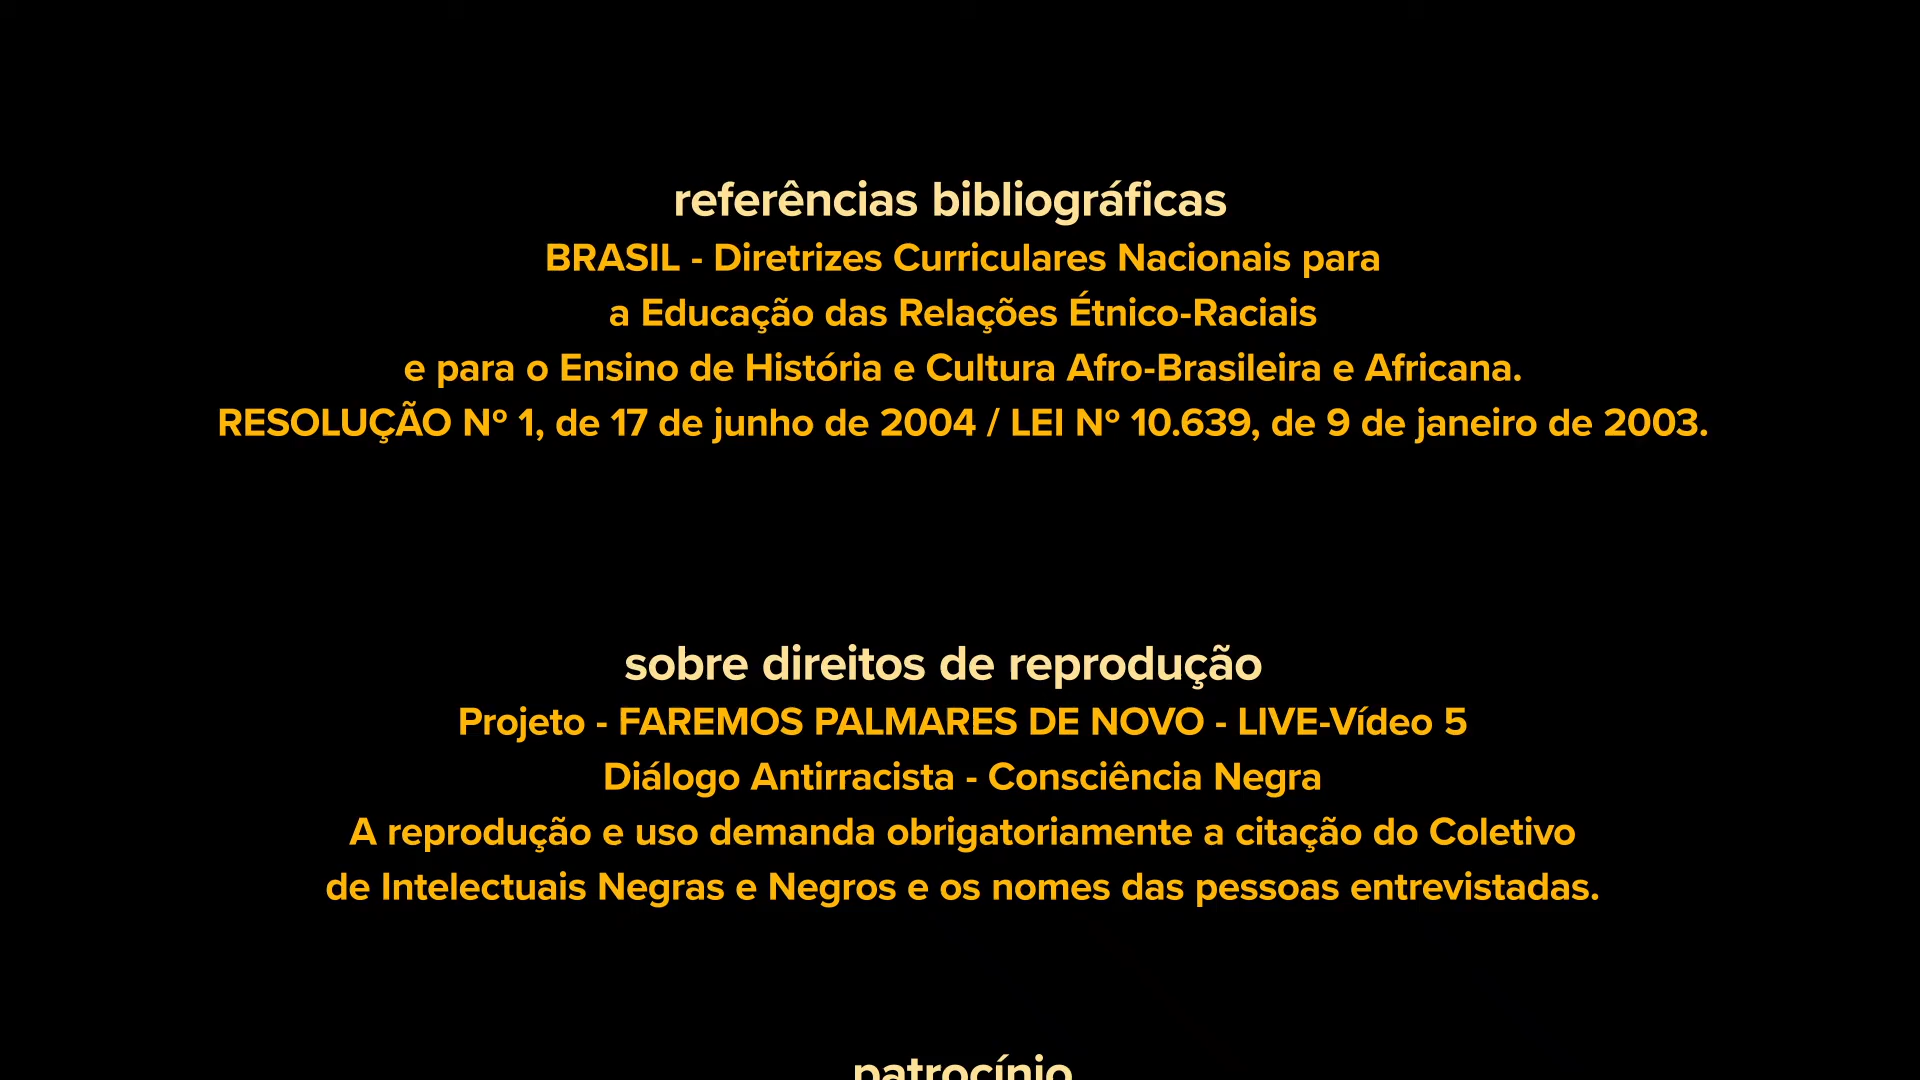 referências bibliográficas
BRASIL - Diretrizes Curriculares Nacionais para
a Educação das Relações Étnico-Raciais
e para o Ensino de História e Cultura Afro-Brasileira e Africana.
RESOLUÇÃO Nº 1, de 17 de junho de 2004 / LEI Nº 10.639, de 9 de janeiro de 2003.
sobre direitos de reprodução
Projeto - FAREMOS PALMARES DE NOVO - LIVE-Vídeo 5
Diálogo Antirracista - Consciência Negra
A reprodução e uso demanda obrigatoriamente a citação do Coletivo
de Intelectuais Negras e Negros e os nomes das pessoas entrevistadas.
patrocínio